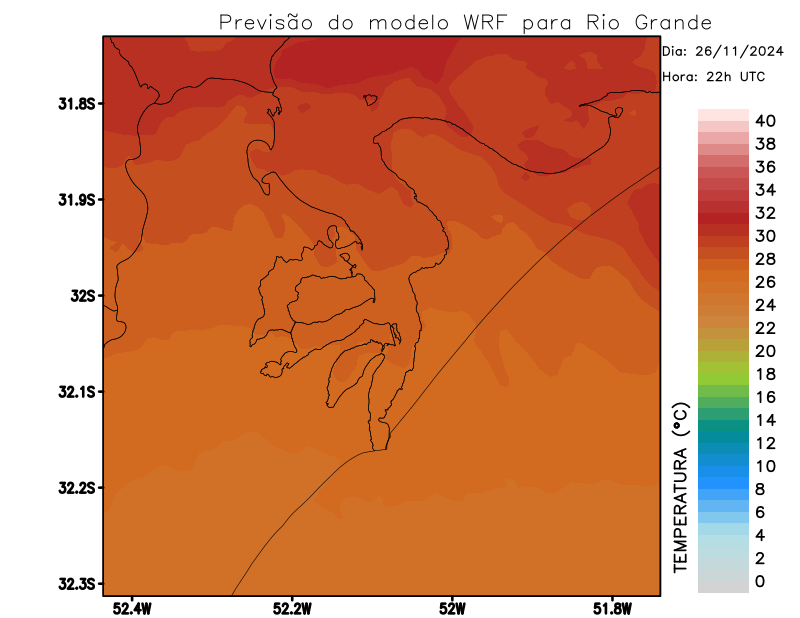 Previsão do modelo WRF para Rio Grande
Dia: 26/11/2024
Hora: 22h UTC
31.8S
31.9S
32S
32.1S
32.2S
32.3S
52.4W
52.2W
52W
51.8W
TEMPERATURA (°C)
40
38
36
34
32
30
28
26
24
22
20
18
16
14
12
10
8
6
4
2
0